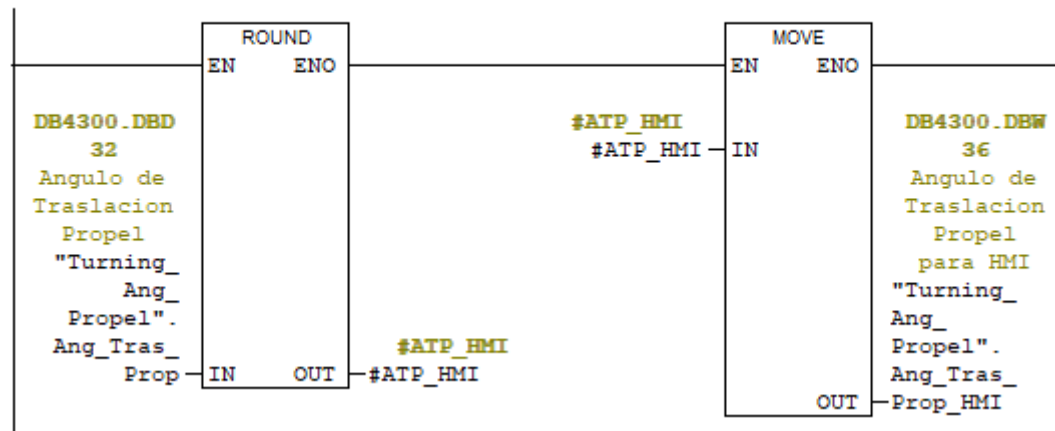 ROUND
EN ENO
DB4300.DBD
32
Angulo de
Traslacion
Propel
"Turning_
Ang_
Propel".
Ang_Tras_
Prop
IN OUT
#ATP_HMI
#ATP_HMI
MOVE
EN ENO
#ATP_HMI
#ATP_HMI
IN
OUT
DB4300.DBW
36
Angulo de
Traslacion
Propel
para HMI
"Turning_
Ang_
Propel".
Ang_Tras_
Prop_HMI